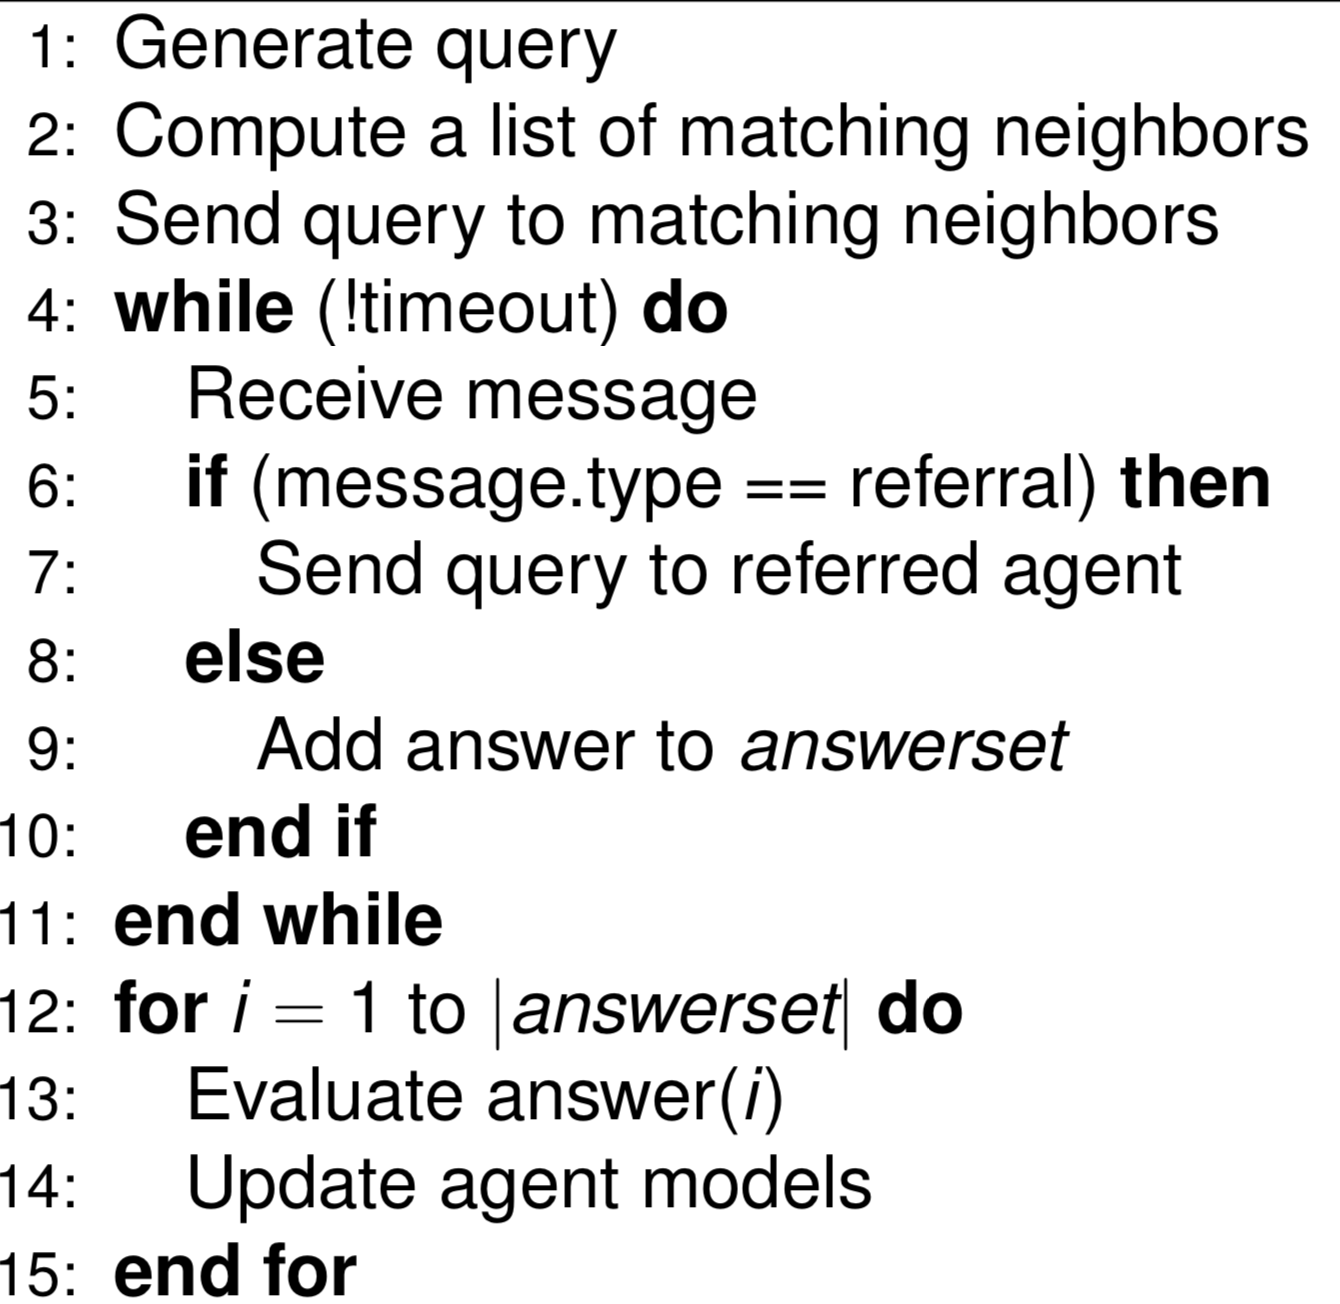 1: Generate query
2: Compute a list of matching neighbors
3: Send query to matching neighbors
4: while (!timeout) do
5: Receive message
6: if (message.type == referral) then
7: Send query to referred agent
8: else
9: Add answer to answerset
10: end if
11: end while
12: for i = 1 to |answerset| do
13: Evaluate answer(i)
14: Update agent models
15: end for